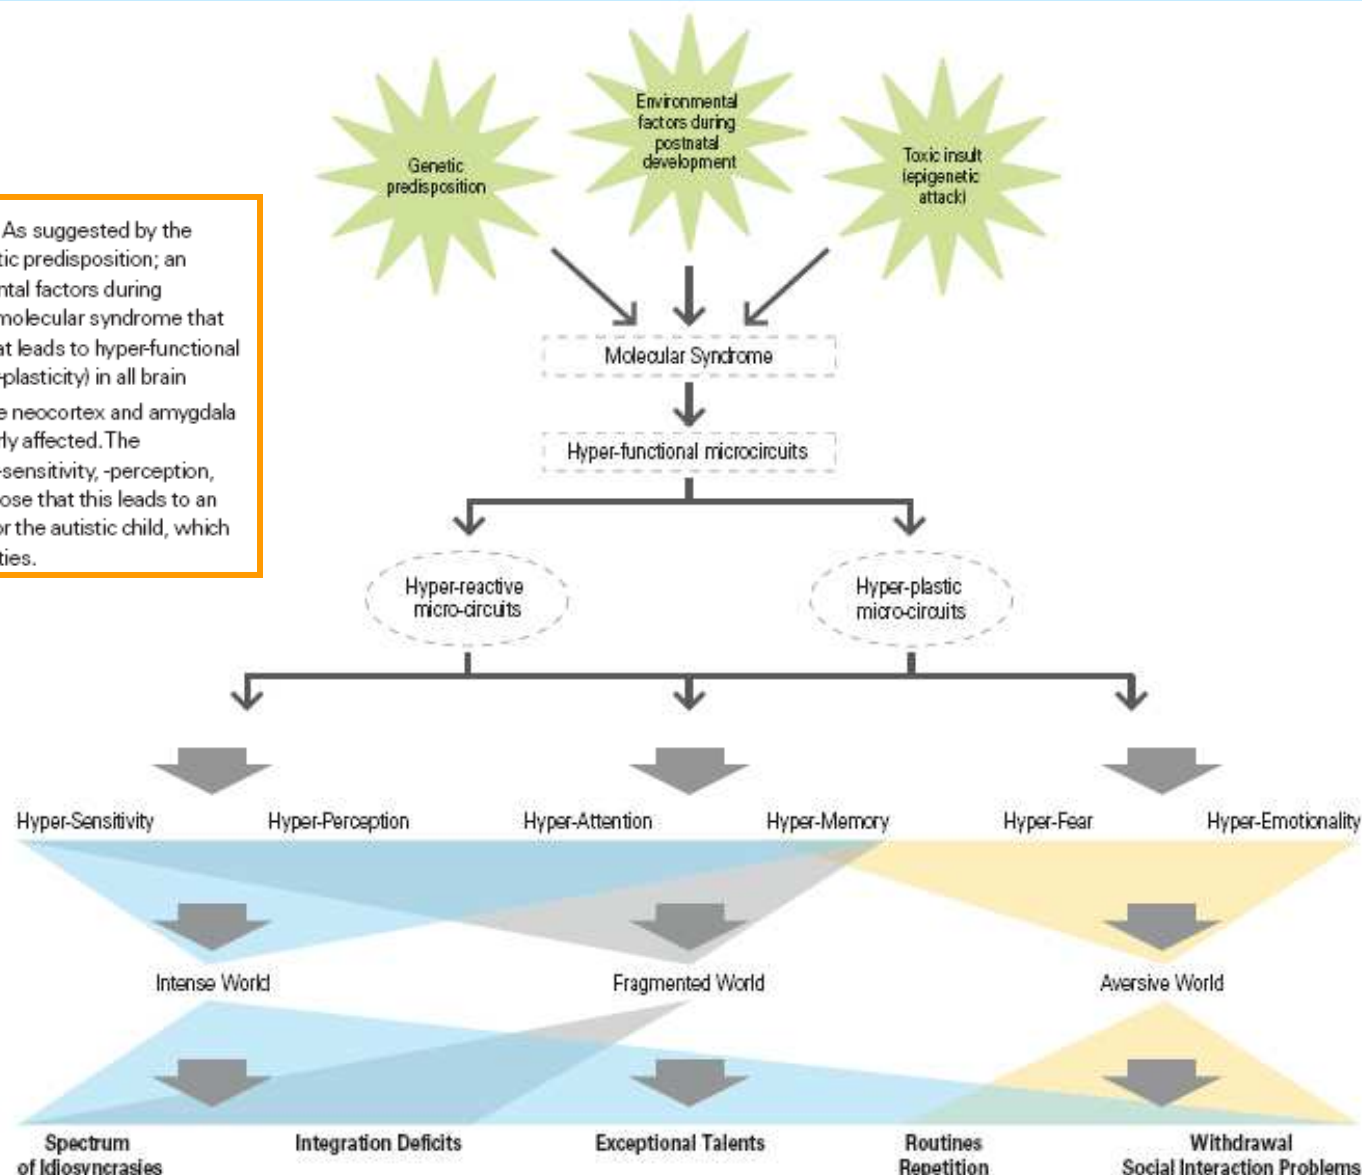 Environmental
factors during
postnatal
development
Genetic
predisposition
Toxic insult
(epigenetic
attack)
As suggested by the
tic predisposition; an
ntal factors during
molecular syndrome that
at leads to hyper-functional
-plasticity) in all brain
e neocortex and amygdala
rly affected. The
-sensitivity, -perception,
ose that this leads to an
or the autistic child, which
ties.
Molecular Syndrome
Hyper-functional microcircuits
Hyper-reactive
micro-circuits
Hyper-plastic
micro-circuits
Hyper-Sensitivity Hyper-Perception Hyper-Attention Hyper-Memory Hyper-Fear Hyper-Emotionality
Intense World Fragmented World Aversive World
Spectrum
of Idiosyncrasies
Integration Deficits
Exceptional Talents
Routines
Repetition
Withdrawal
Social Interaction Problems